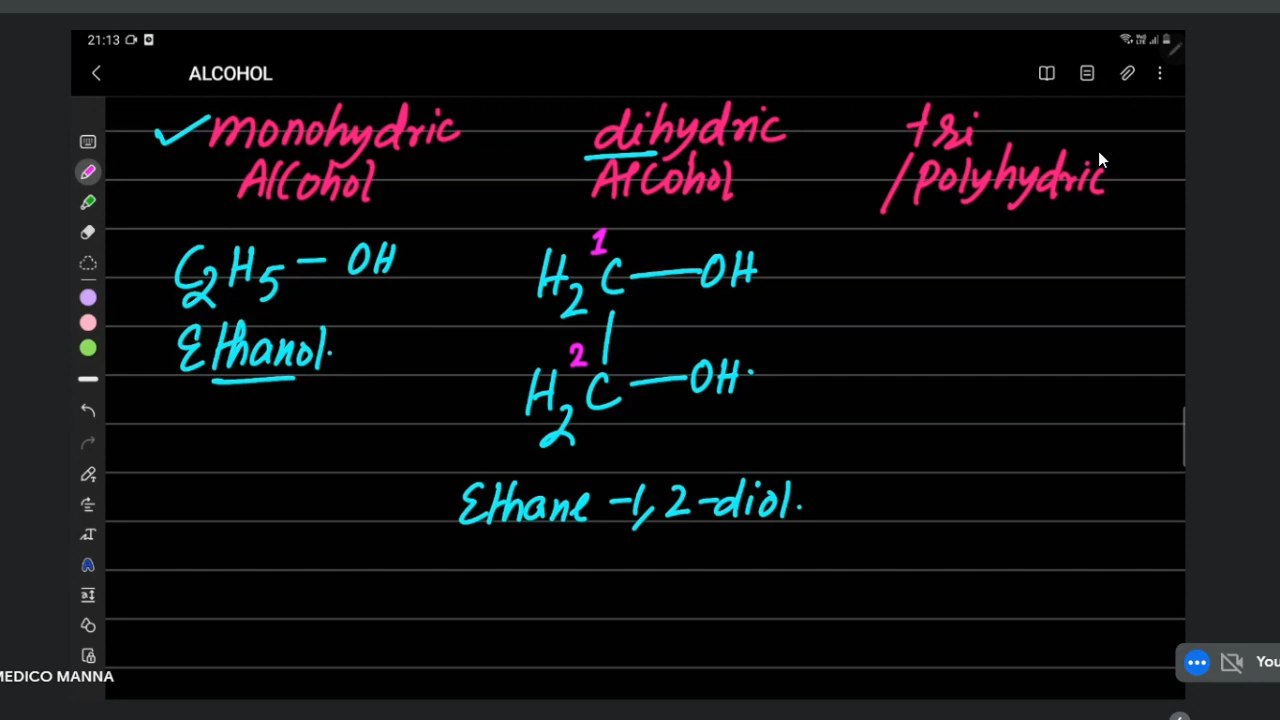 21:13
ALCOHOL
monohydric
Alcohol
dihydric
Alcohol
tri
/polyhydric
C2H5 - OH
Ethanol.
1
H2C — OH
|
2
H2C — OH.
Ethane -1, 2 -diol.
MEDICO MANNA
You